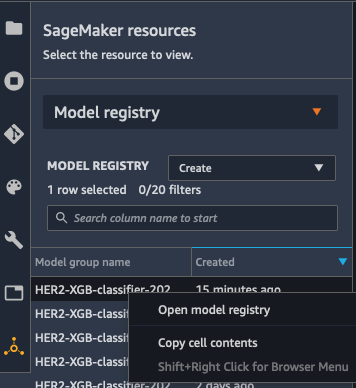 SageMaker resources
Select the resource to view.
Model registry
MODEL REGISTRY
Create
1 row selected 0/20 filters
Search column name to start
Model group name Created
HER2-XGB-classifier-202 15 minutes ago
HER2-XGB-classif
Open model registry
HER2-XGB-classif
Copy cell contents
HER2-XGB-classif
Shift+Right Click for Browser Menu
HER2-XGB-classifier-202 2 days ago